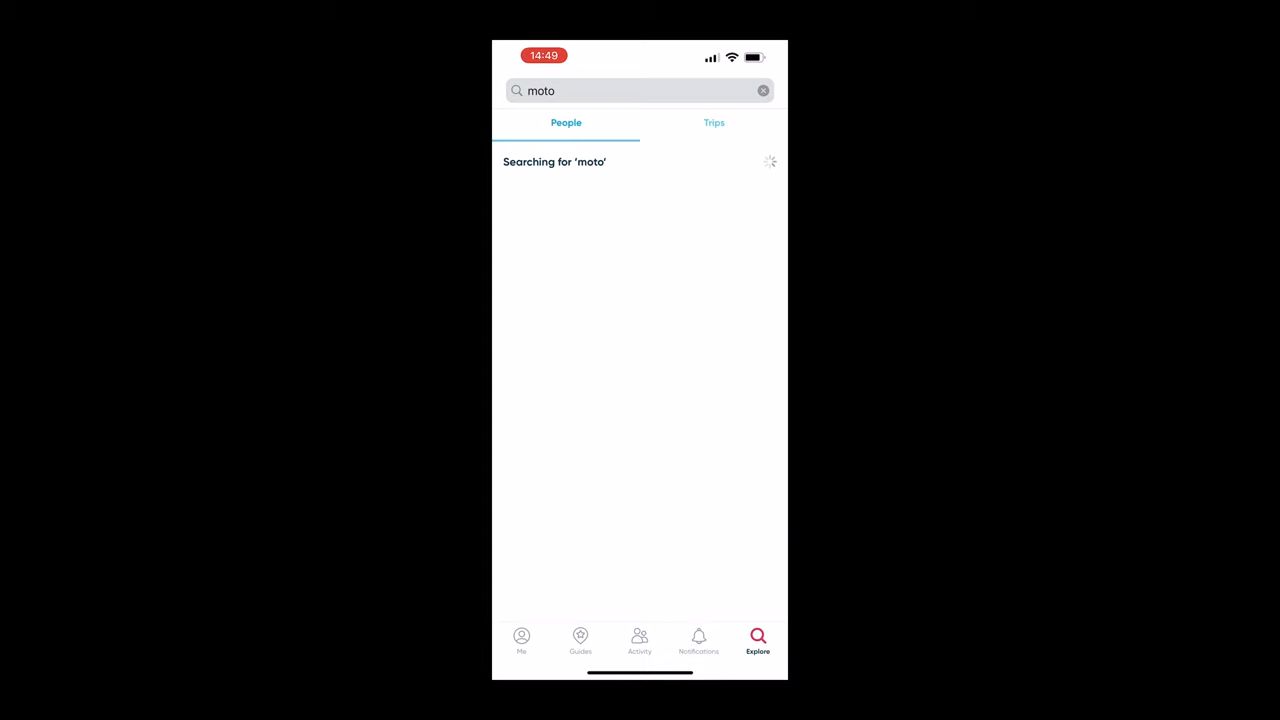 14:49
moto
People
Trips
Searching for ‘moto’
Me
Guides
Activity
Notifications
Explore